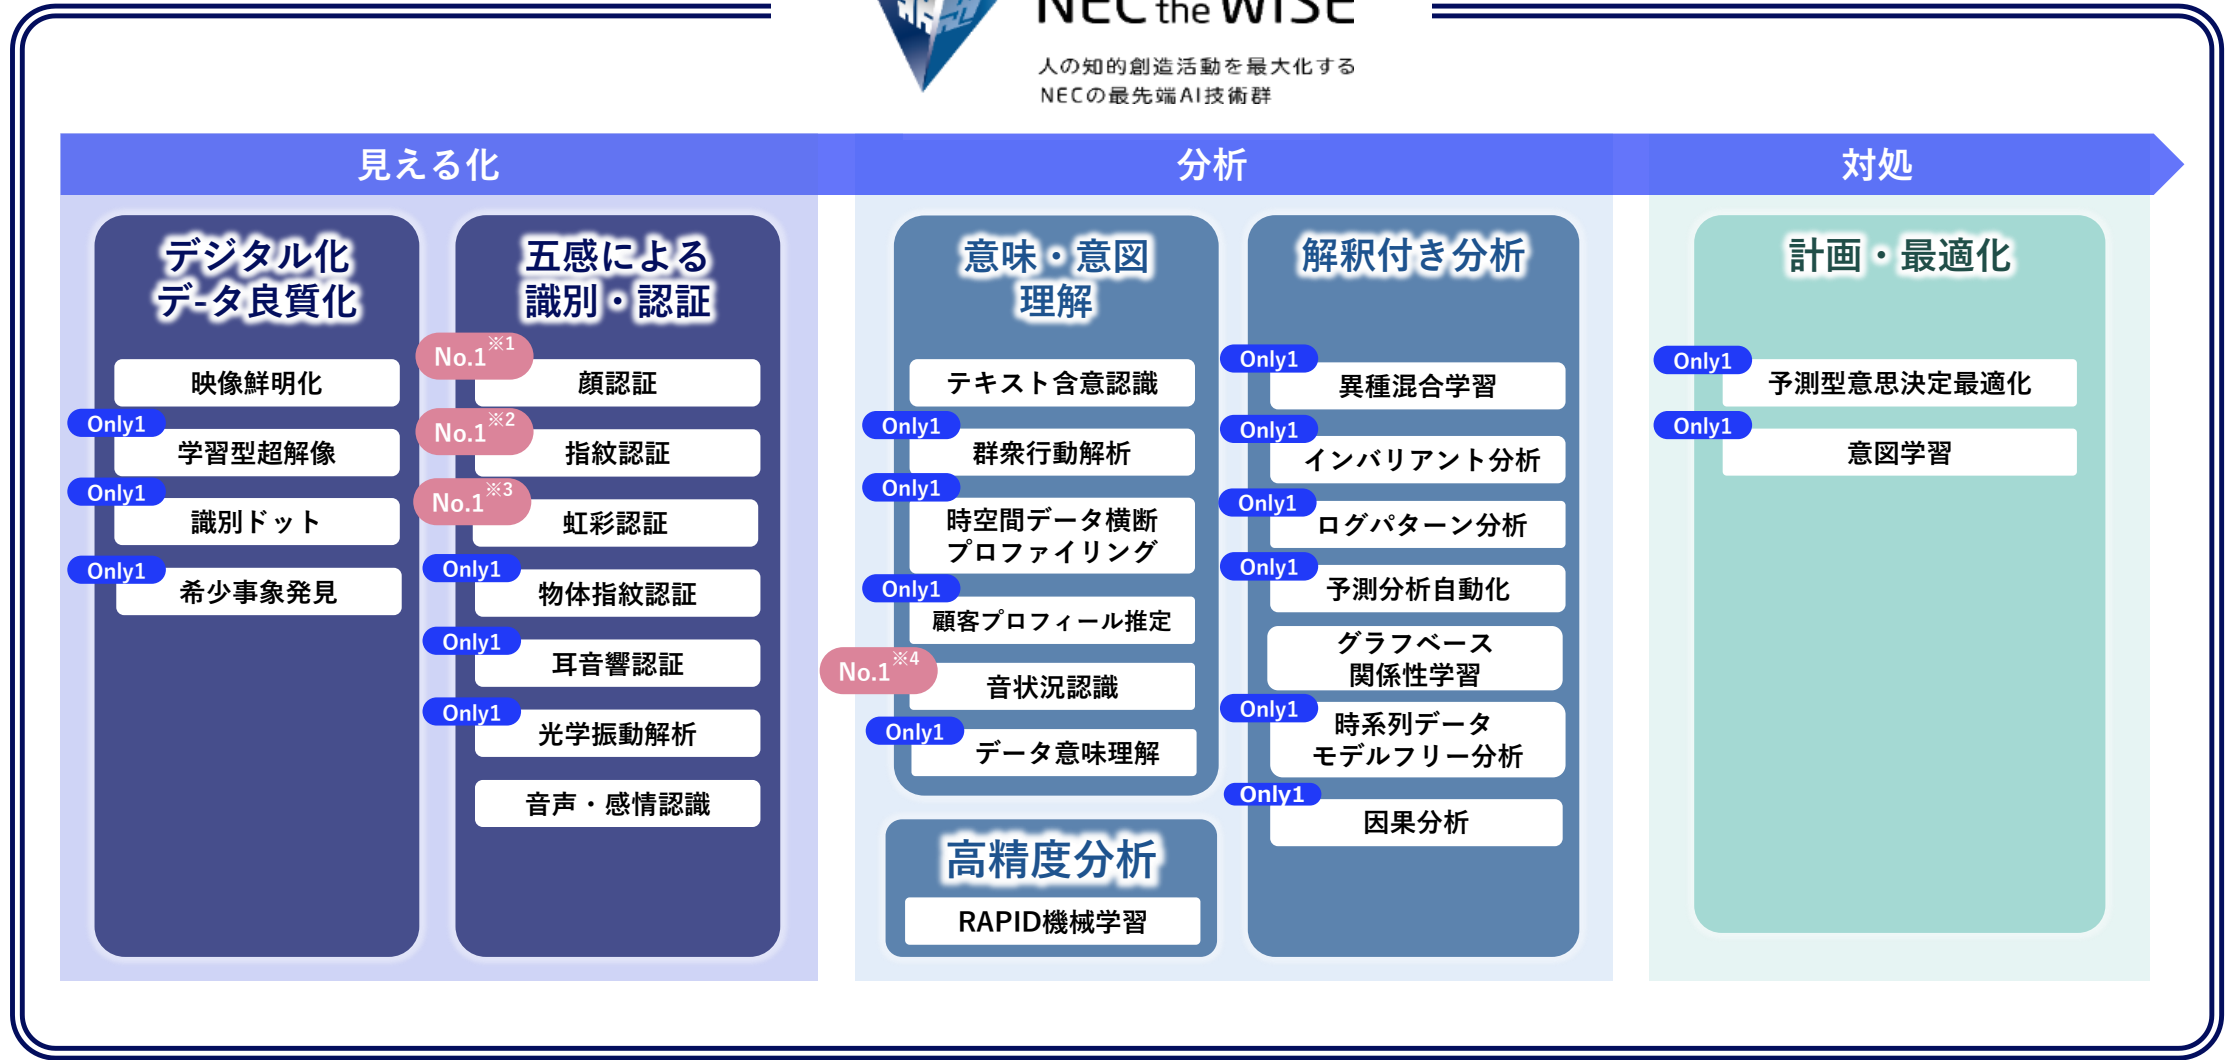 NEC the WISE
人の知的創造活動を最大化する
NECの最先端AI技術群
見える化
デジタル化
デ-タ良質化
映像鮮明化
Only1
学習型超解像
Only1
識別ドット
Only1
希少事象発見
五感による
識別・認証
No.1※1
顔認証
No.1※2
指紋認証
No.1※3
虹彩認証
Only1
物体指紋認証
Only1
耳音響認証
Only1
光学振動解析
音声・感情認識
分析
意味・意図
理解
テキスト含意認識
Only1
群衆行動解析
Only1
時空間データ横断
プロファイリング
Only1
顧客プロフィール推定
No.1※4
音状況認識
Only1
データ意味理解
高精度分析
RAPID機械学習
解釈付き分析
Only1
異種混合学習
Only1
インバリアント分析
Only1
ログパターン分析
Only1
予測分析自動化
グラフベース
関係性学習
Only1
時系列データ
モデルフリー分析
Only1
因果分析
対処
計画・最適化
Only1
予測型意思決定最適化
Only1
意図学習